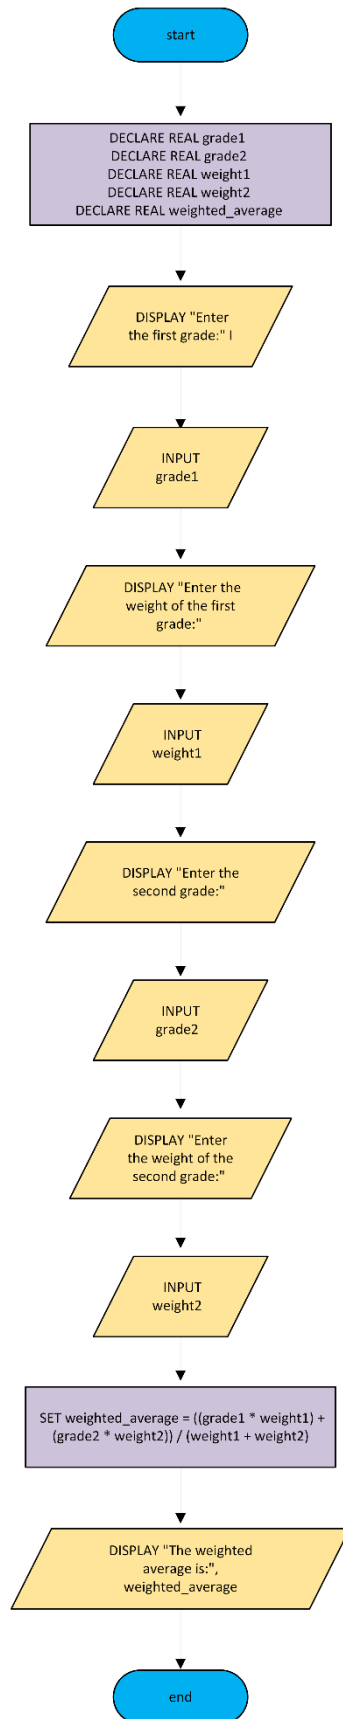 start
DECLARE REAL grade1
DECLARE REAL grade2
DECLARE REAL weight1
DECLARE REAL weight2
DECLARE REAL weighted_average
DISPLAY "Enter
the first grade:" I
INPUT
grade1
DISPLAY "Enter the
weight of the first
grade:"
INPUT
weight1
DISPLAY "Enter the
second grade:"
INPUT
grade2
DISPLAY "Enter
the weight of the
second grade:"
INPUT
weight2
SET weighted_average = ((grade1 * weight1) +
(grade2 * weight2)) / (weight1 + weight2)
DISPLAY "The weighted
average is:",
weighted_average
end